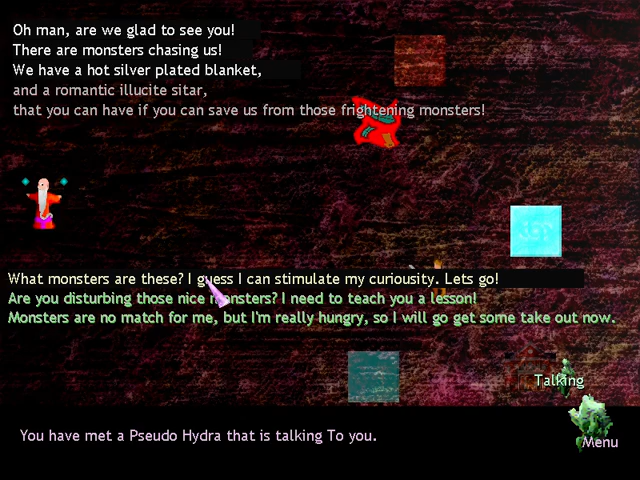 Oh man, are we glad to see you!
There are monsters chasing us!
We have a hot silver plated blanket,
and a romantic illucite sitar,
that you can have if you can save us from those frightening monsters!
What monsters are these? I guess I can stimulate my curiousity. Lets go!
Are you disturbing those nice monsters? I need to teach you a lesson!
Monsters are no match for me, but I'm really hungry, so I will go get some take out now.
Talking
You have met a Pseudo Hydra that is talking To you.
Menu